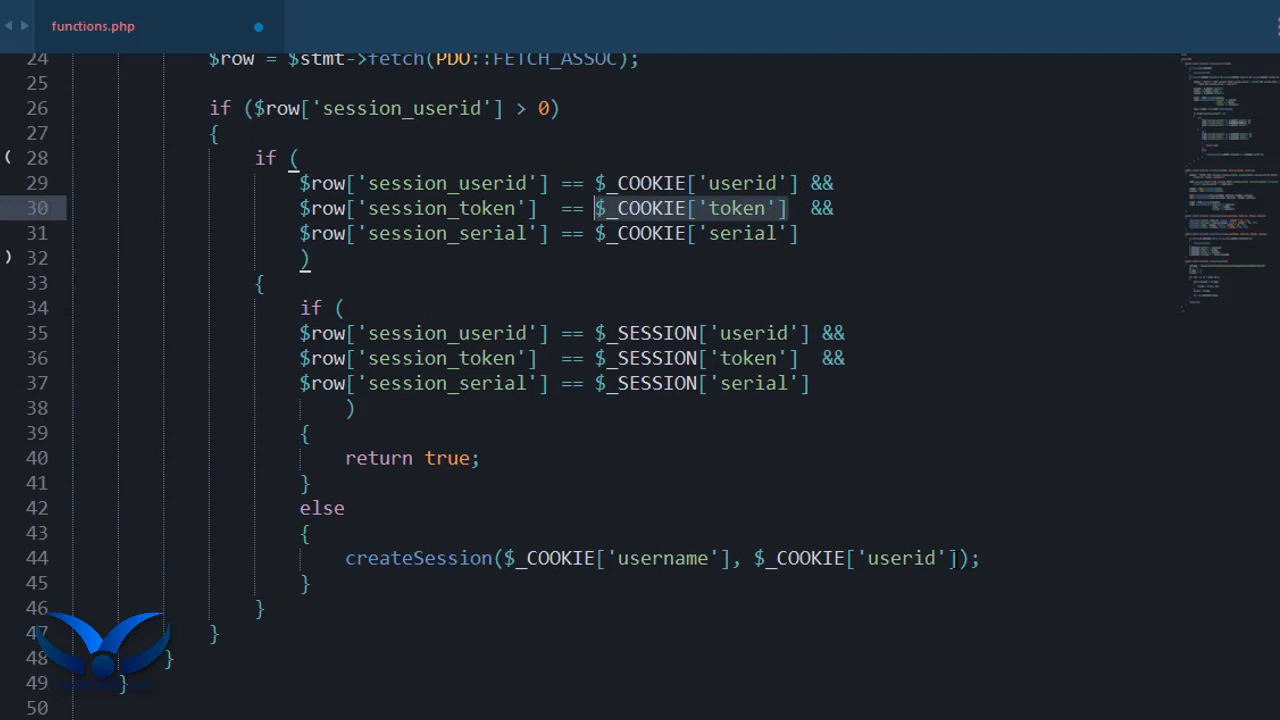 functions.php
24 $row = $stmt->fetch(PDO::FETCH_ASSOC);
25
26 if ($row['session_userid'] > 0)
27 {
28 if (
29 $row['session_userid'] == $_COOKIE['userid'] &&
30 $row['session_token'] == $_COOKIE['token'] &&
31 $row['session_serial'] == $_COOKIE['serial']
32 )
33 {
34 if (
35 $row['session_userid'] == $_SESSION['userid'] &&
36 $row['session_token'] == $_SESSION['token'] &&
37 $row['session_serial'] == $_SESSION['serial']
38 )
39 {
40 return true;
41 }
42 else
43 {
44 createSession($_COOKIE['username'], $_COOKIE['userid']);
45 }
46 }
47 }
48 }
49 }
50